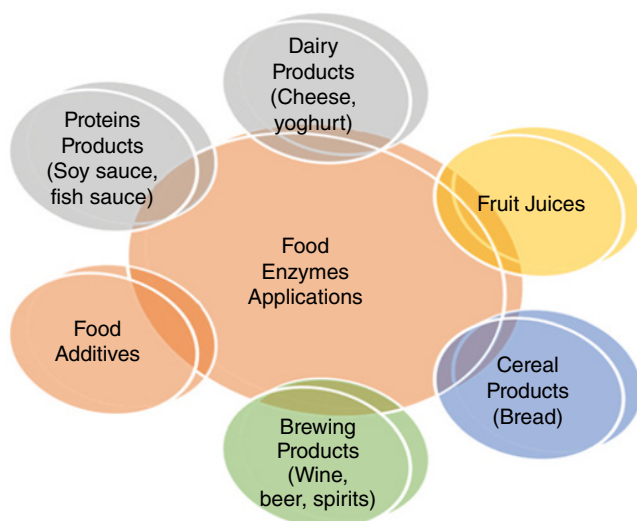 Dairy
Products
(Cheese,
yoghurt)
Proteins
Products
(Soy sauce,
fish sauce)
Fruit Juices
Food
Enzymes
Applications
Food
Additives
Cereal
Products
(Bread)
Brewing
Products
(Wine,
beer, spirits)